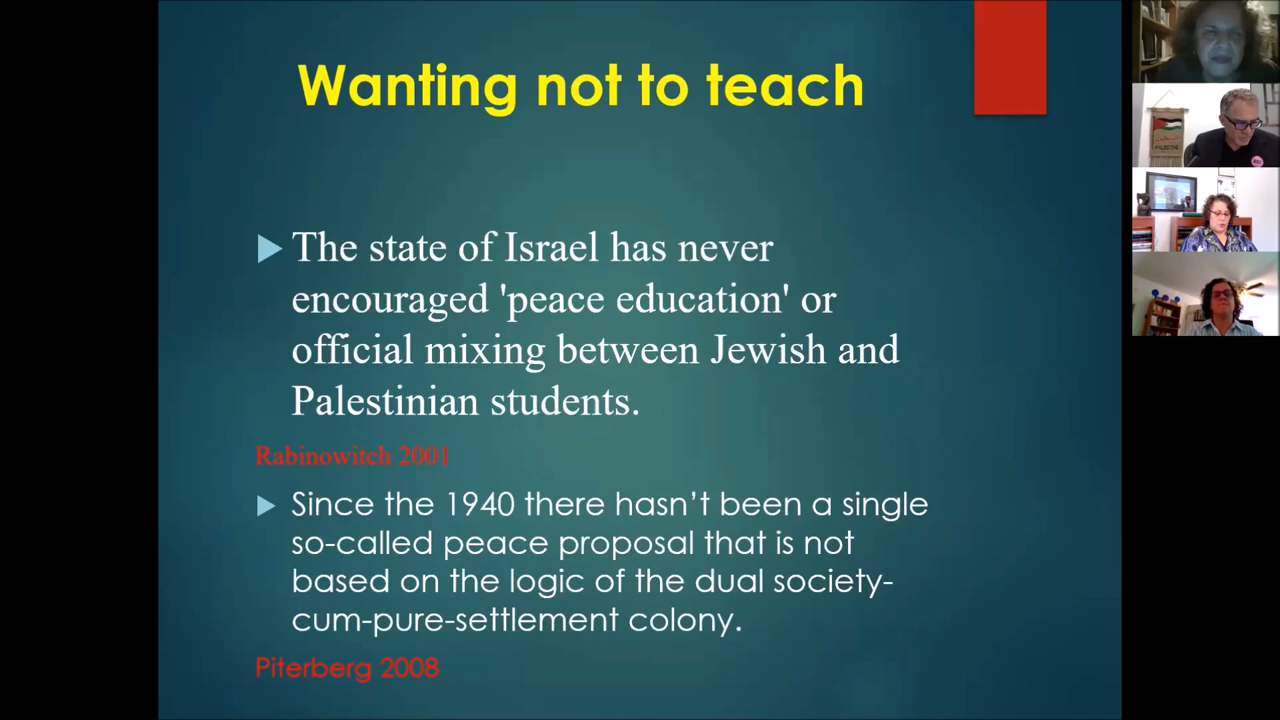 Wanting not to teach
The state of Israel has never
encouraged 'peace education' or
official mixing between Jewish and
Palestinian students.
Rabinowitch 2001
Since the 1940 there hasn’t been a single
so-called peace proposal that is not
based on the logic of the dual society-
cum-pure-settlement colony.
Piterberg 2008
PALESTINE